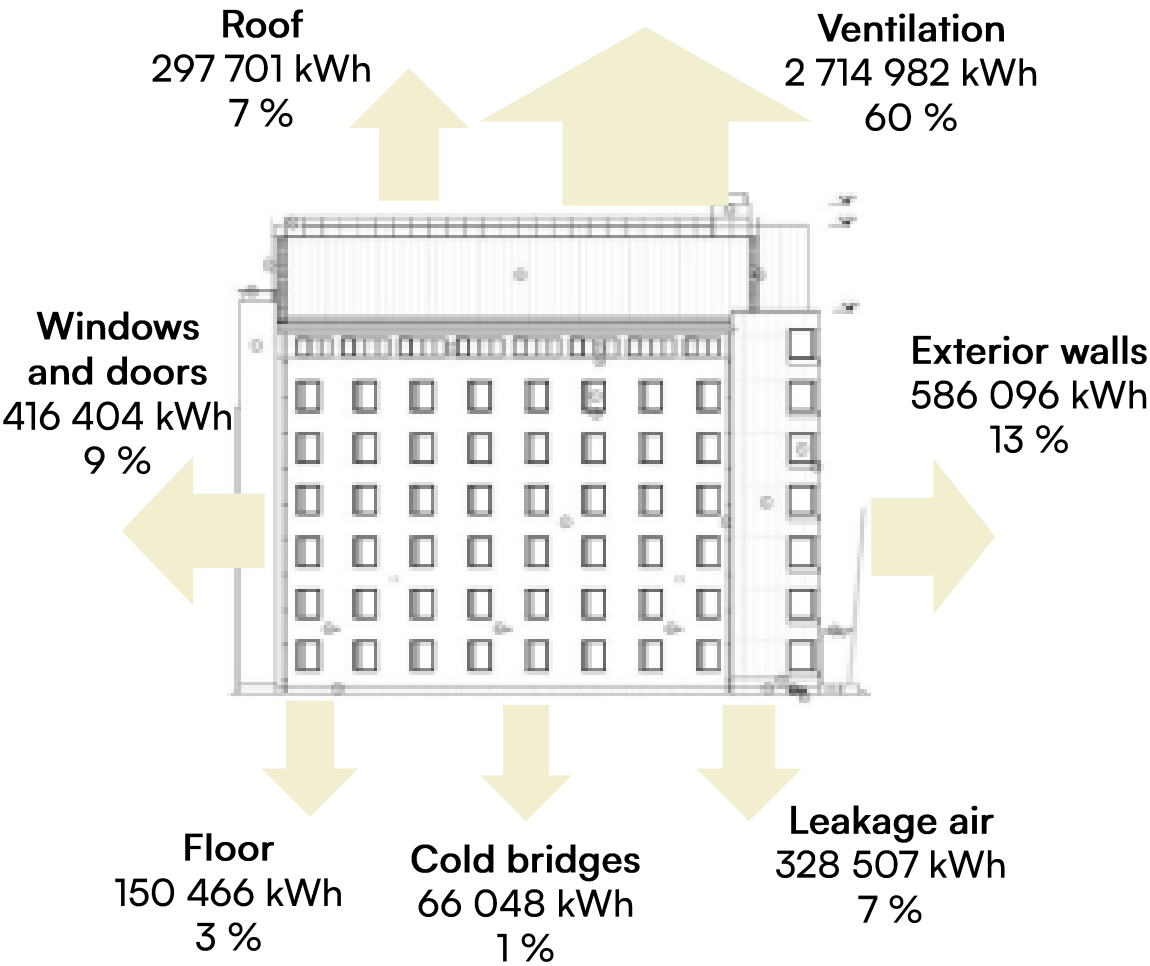 Roof
297 701 kWh
7 %
Ventilation
2 714 982 kWh
60 %
Windows
and doors
416 404 kWh
9 %
Exterior walls
586 096 kWh
13 %
Floor
150 466 kWh
3 %
Cold bridges
66 048 kWh
1 %
Leakage air
328 507 kWh
7 %